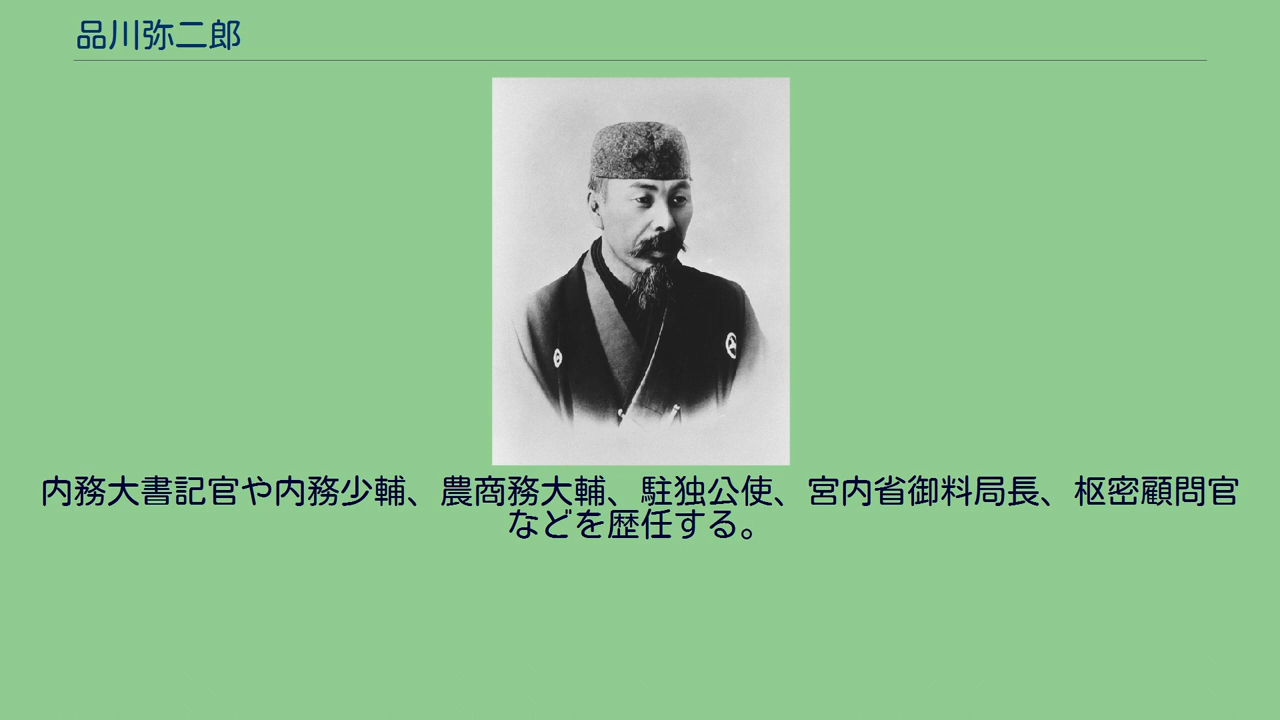 品川弥二郎
内務大書記官や内務少輔、農商務大輔、駐独公使、宮内省御料局長、枢密顧問官
などを歴任する。